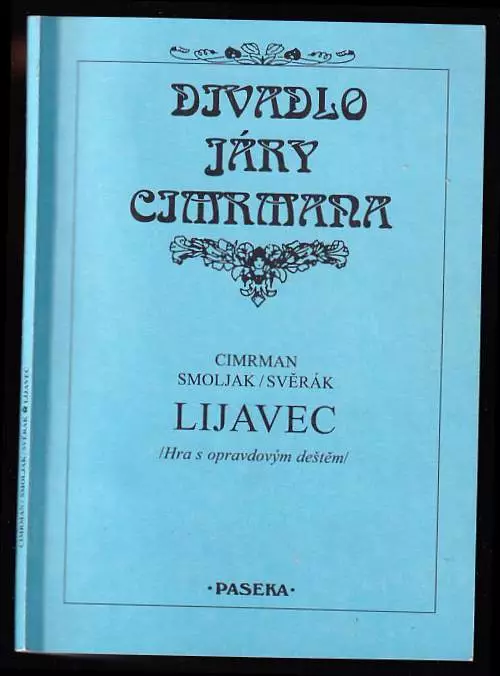 DIVADLO
JÁRY
CIMRMANA
CIMRMAN
SMOLJAK/SVĚRÁK
LIJAVEC
/Hra s opravdovým deštěm/
·PASEKA·
CIMRMAN/SMOLJAK/SVĚRÁK LIJAVEC